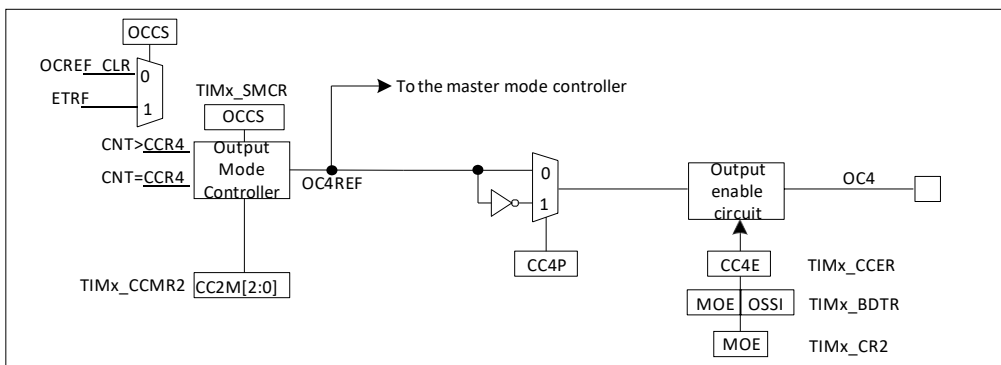 OCCS
OCREF_CLR
0
ETRF
1
To the master mode controller
TIMx_SMCR
OCCS
CNT>CCR4
CNT=CCR4
Output
Mode
Controller
OC4REF
0
1
CC4P
Output
enable
circuit
OC4
TIMx_CCMR2
CC2M[2:0]
CC4E
TIMx_CCER
MOE
OSSI
TIMx_BDTR
MOE
TIMx_CR2